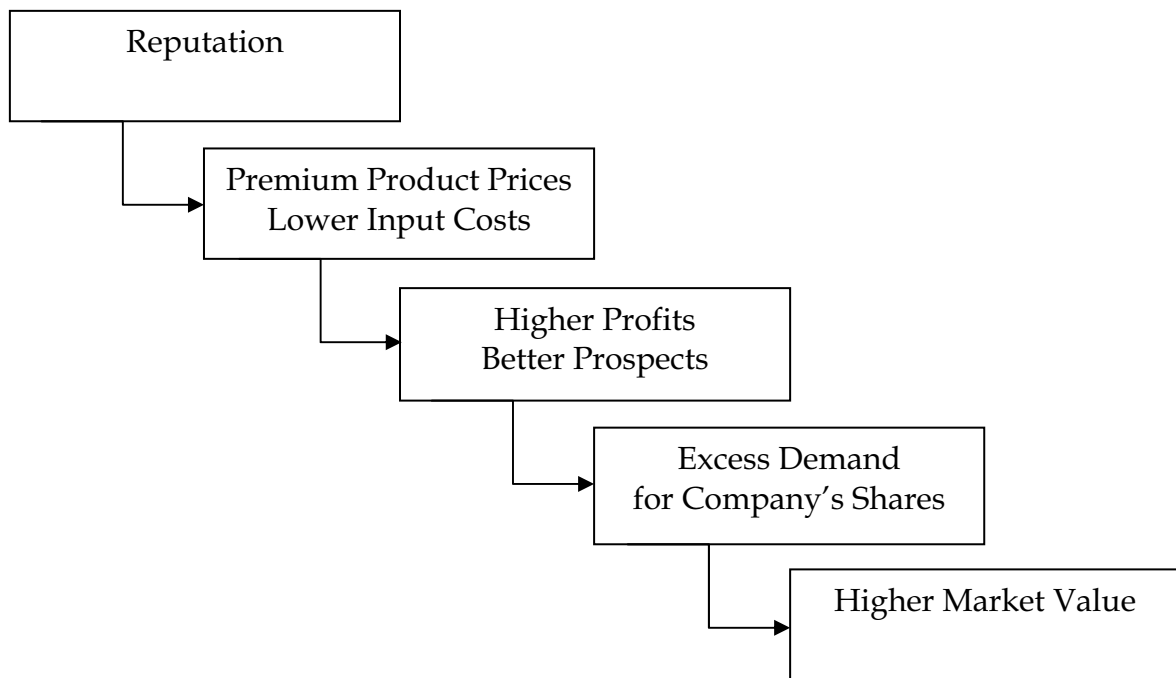 Reputation
Premium Product Prices
Lower Input Costs
Higher Profits
Better Prospects
Excess Demand
for Company’s Shares
Higher Market Value